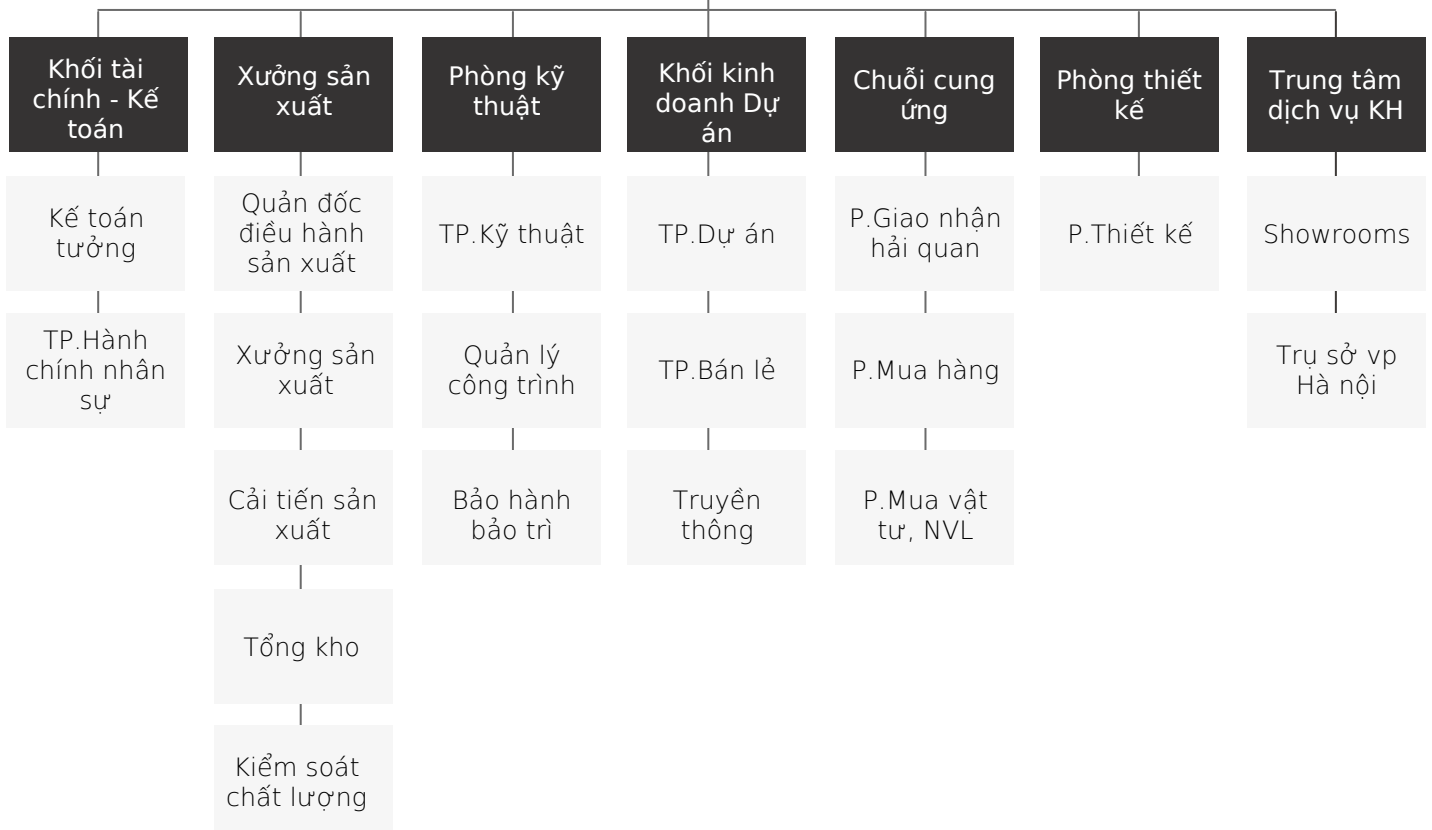 Khối tài
chính - Kế
toán
Xưởng sản
xuất
Phòng kỹ
thuật
Khối kinh
doanh Dự
án
Chuỗi cung
ứng
Phòng thiết
kế
Trung tâm
dịch vụ KH
Kế toán
tưởng
Quản đốc
điều hành
sản xuất
TP.Kỹ thuật
TP.Dự án
P.Giao nhận
hải quan
P.Thiết kế
Showrooms
TP.Hành
chính nhân
sự
Xưởng sản
xuất
Quản lý
công trình
TP.Bán lẻ
P.Mua hàng
Trụ sở vp
Hà nội
Cải tiến sản
xuất
Bảo hành
bảo trì
Truyền
thông
P.Mua vật
tư, NVL
Tổng kho
Kiểm soát
chất lượng